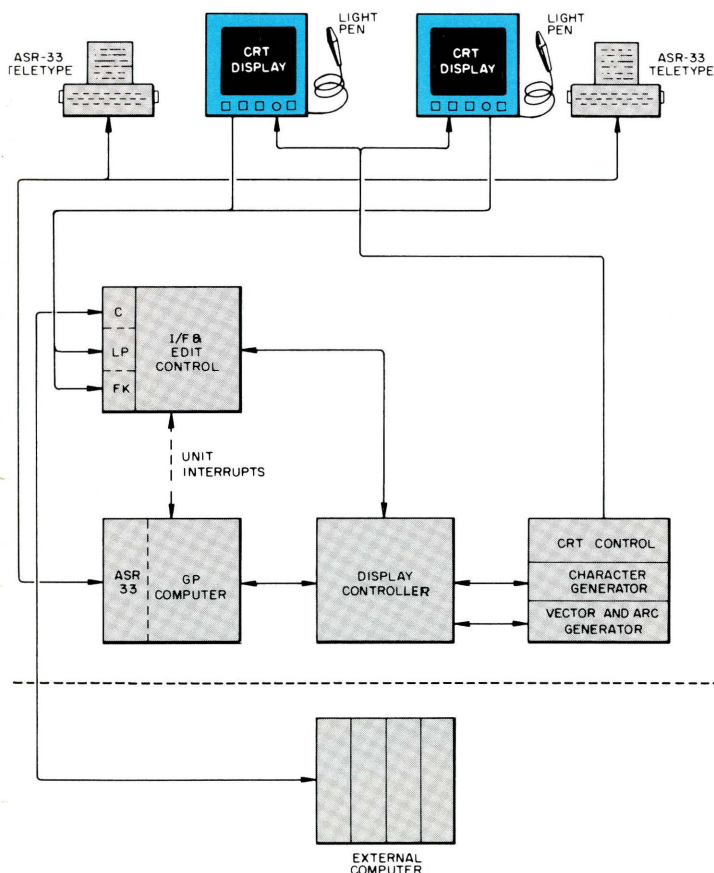 LIGHT
PEN
LIGHT
PEN
ASR-33
TELETYPE
CRT
DISPLAY
CRT
DISPLAY
ASR-33
TELETYPE
C
LP
FK
I/F &
EDIT
CONTROL
UNIT
INTERRUPTS
ASR
33
GP
COMPUTER
DISPLAY
CONTROLLER
CRT CONTROL
CHARACTER
GENERATOR
VECTOR AND ARC
GENERATOR
EXTERNAL
COMPUTER